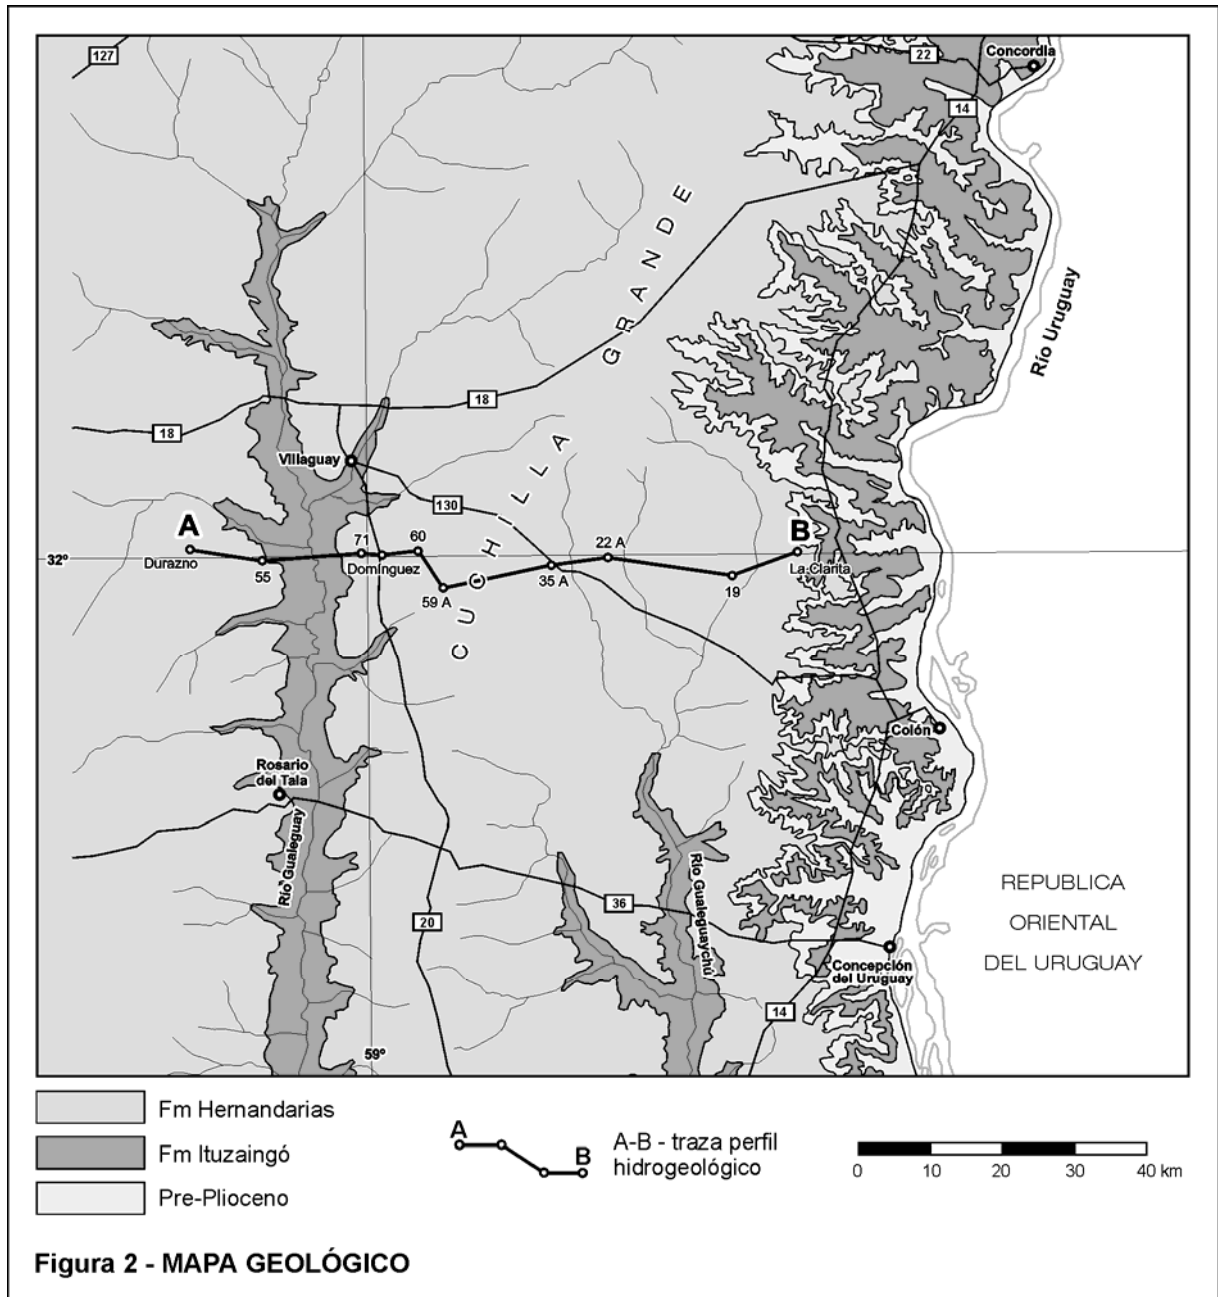 127
22
Concordia
14
GRANDE
Río Uruguay
18
18
CUCHILLA
Villaguay
130
A
B
32º
Durazno
55
71
Domínguez
60
59 A
35 A
22 A
19
La Clarita
Colón
Rosario
del Tala
Río Gualeguay
Río Gualeguaychú
36
20
REPUBLICA
ORIENTAL
DEL URUGUAY
Concepción
del Uruguay
14
59º
Fm Hernandarias
Fm Ituzaingó
Pre-Plioceno
A
B
A-B - traza perfil
hidrogeológico
0 10 20 30 40 km
Figura 2 - MAPA GEOLÓGICO